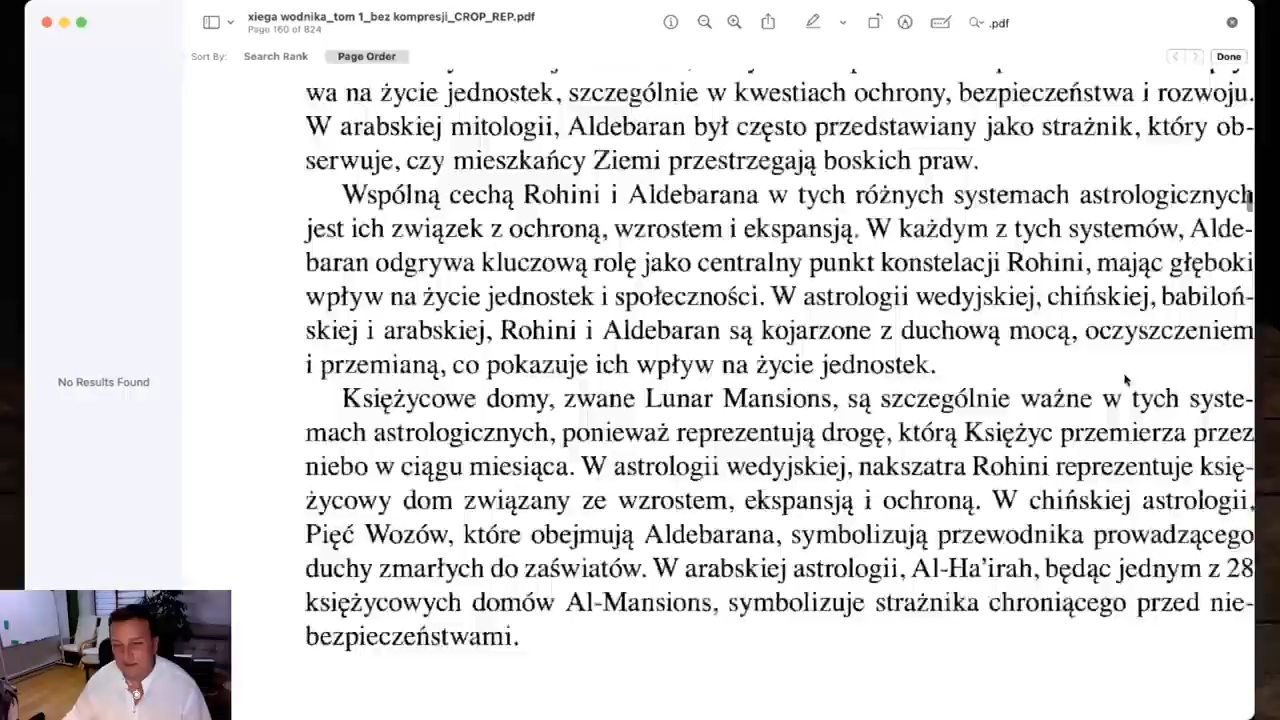 xiega wodnika_tom 1_bez kompresji_CROP_REP.pdf
Page 160 of 824
.pdf
Sort By:
Search Rank
Page Order
Done
No Results Found
wa na życie jednostek, szczególnie w kwestiach ochrony, bezpieczeństwa i rozwoju.
W arabskiej mitologii, Aldebaran był często przedstawiany jako strażnik, który ob-
serwuje, czy mieszkańcy Ziemi przestrzegają boskich praw.
Wspólną cechą Rohini i Aldebarana w tych różnych systemach astrologicznych
jest ich związek z ochroną, wzrostem i ekspansją. W każdym z tych systemów, Alde-
baran odgrywa kluczową rolę jako centralny punkt konstelacji Rohini, mając głęboki
wpływ na życie jednostek i społeczności. W astrologii wedyjskiej, chińskiej, babiloń-
skiej i arabskiej, Rohini i Aldebaran są kojarzone z duchową mocą, oczyszczeniem
i przemianą, co pokazuje ich wpływ na życie jednostek.
Księżycowe domy, zwane Lunar Mansions, są szczególnie ważne w tych syste-
mach astrologicznych, ponieważ reprezentują drogę, którą Księżyc przemierza przez
niebo w ciągu miesiąca. W astrologii wedyjskiej, nakszatra Rohini reprezentuje księ-
życowy dom związany ze wzrostem, ekspansją i ochroną. W chińskiej astrologii,
Pięć Wozów, które obejmują Aldebarana, symbolizują przewodnika prowadzącego
duchy zmarłych do zaświatów. W arabskiej astrologii, Al-Ha’irah, będąc jednym z 28
księżycowych domów Al-Mansions, symbolizuje strażnika chroniącego przed nie-
bezpieczeństwami.